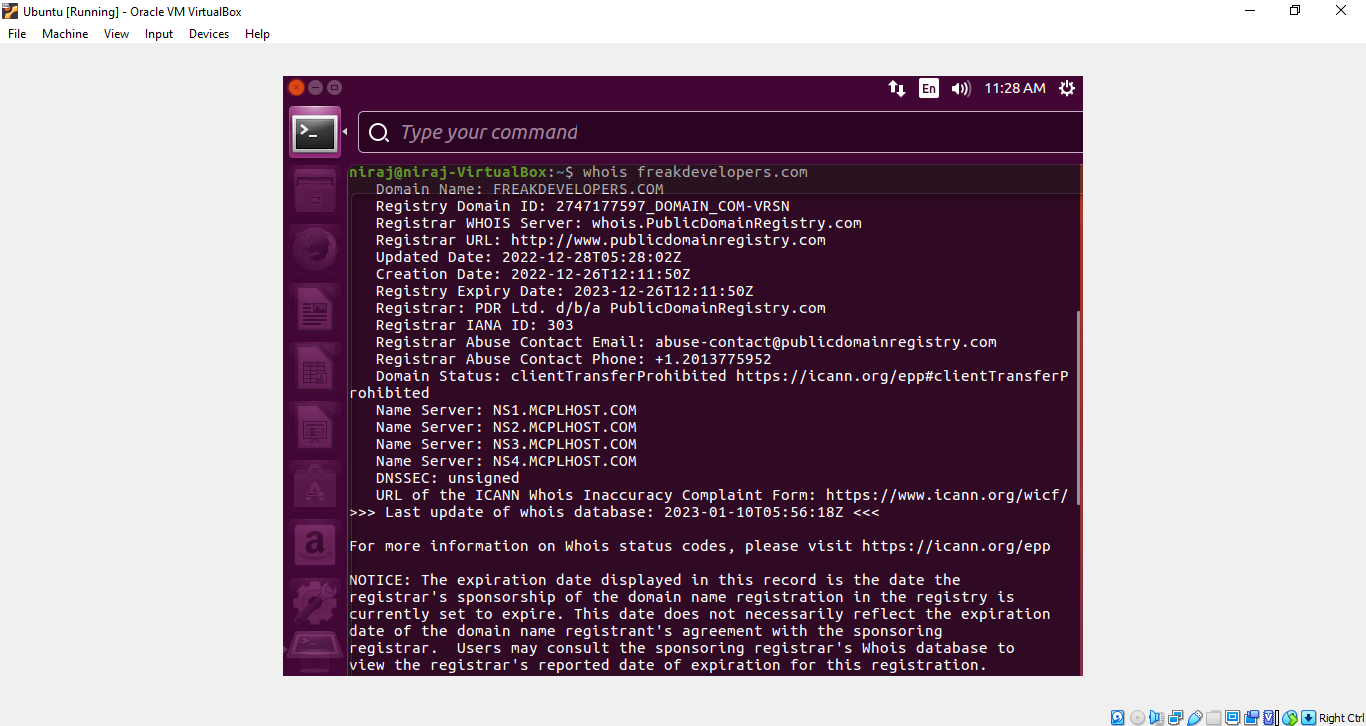 Ubuntu [Running] - Oracle VM VirtualBox
File Machine View Input Devices Help
En 11:28 AM
Type your command
niraj@niraj-VirtualBox:~$ whois freakdevelopers.com
Domain Name: FREAKDEVELOPERS.COM
Registry Domain ID: 2747177597_DOMAIN_COM-VRSN
Registrar WHOIS Server: whois.PublicDomainRegistry.com
Registrar URL: http://www.publicdomainregistry.com
Updated Date: 2022-12-28T05:28:02Z
Creation Date: 2022-12-26T12:11:50Z
Registry Expiry Date: 2023-12-26T12:11:50Z
Registrar: PDR Ltd. d/b/a PublicDomainRegistry.com
Registrar IANA ID: 303
Registrar Abuse Contact Email: abuse-contact@publicdomainregistry.com
Registrar Abuse Contact Phone: +1.2013775952
Domain Status: clientTransferProhibited https://icann.org/epp#clientTransferP
rohibited
Name Server: NS1.MCPLHOST.COM
Name Server: NS2.MCPLHOST.COM
Name Server: NS3.MCPLHOST.COM
Name Server: NS4.MCPLHOST.COM
DNSSEC: unsigned
URL of the ICANN Whois Inaccuracy Complaint Form: https://www.icann.org/wicf/
>>> Last update of whois database: 2023-01-10T05:56:18Z <<<
For more information on Whois status codes, please visit https://icann.org/epp
NOTICE: The expiration date displayed in this record is the date the
registrar's sponsorship of the domain name registration in the registry is
currently set to expire. This date does not necessarily reflect the expiration
date of the domain name registrant's agreement with the sponsoring
registrar.  Users may consult the sponsoring registrar's Whois database to
view the registrar's reported date of expiration for this registration.
Right Ctrl